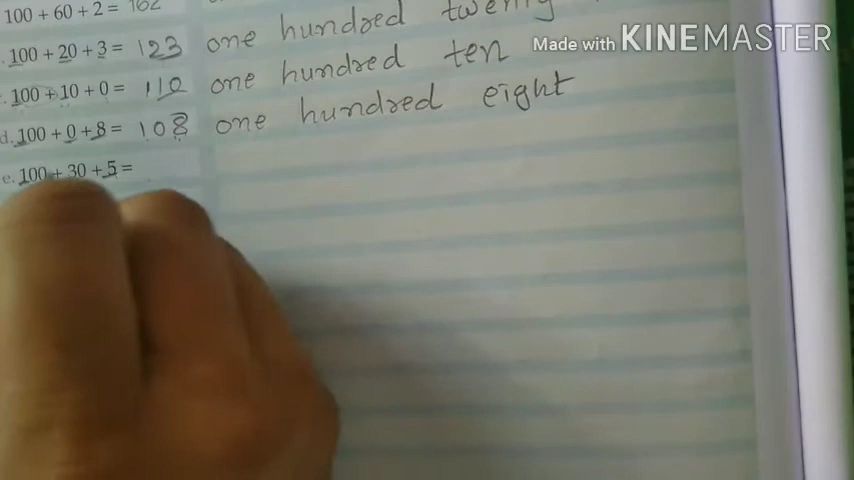 100 + 60 + 2 = 162
100 + 20 + 3 = 123 one hundred twenty
Made with KINEMASTER
100 + 10 + 0 = 110 one hundred ten
d. 100 + 0 + 8 = 108 one hundred eight
e. 100 + 30 + 5 =